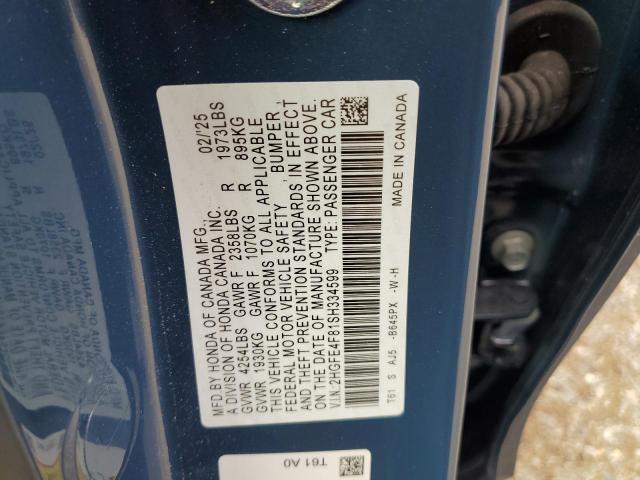 MFD.BY HONDA OF CANADA MFG. 02/'25
A DIVISION OF HONDA CANADA INC.
GVWR 4254LBS GAWR F 2358LBS R 1973LBS
GVWR 1930KG GAWR F 1070KG R 895KG
THIS VEHICLE CONFORMS TO ALL APPLICABLE
FEDERAL MOTOR VEHICLE SAFETY, BUMPER,
AND THEFT PREVENTION STANDARDS IN EFFECT
ON THE DATE OF MANUFACTURE SHOWN ABOVE.
V.I.N.:2HGFE4F81SH334599 TYPE: PASSENGER CAR
T61 S AJ5 -B645PX -W-H
MADE IN CANADA
T61 A0